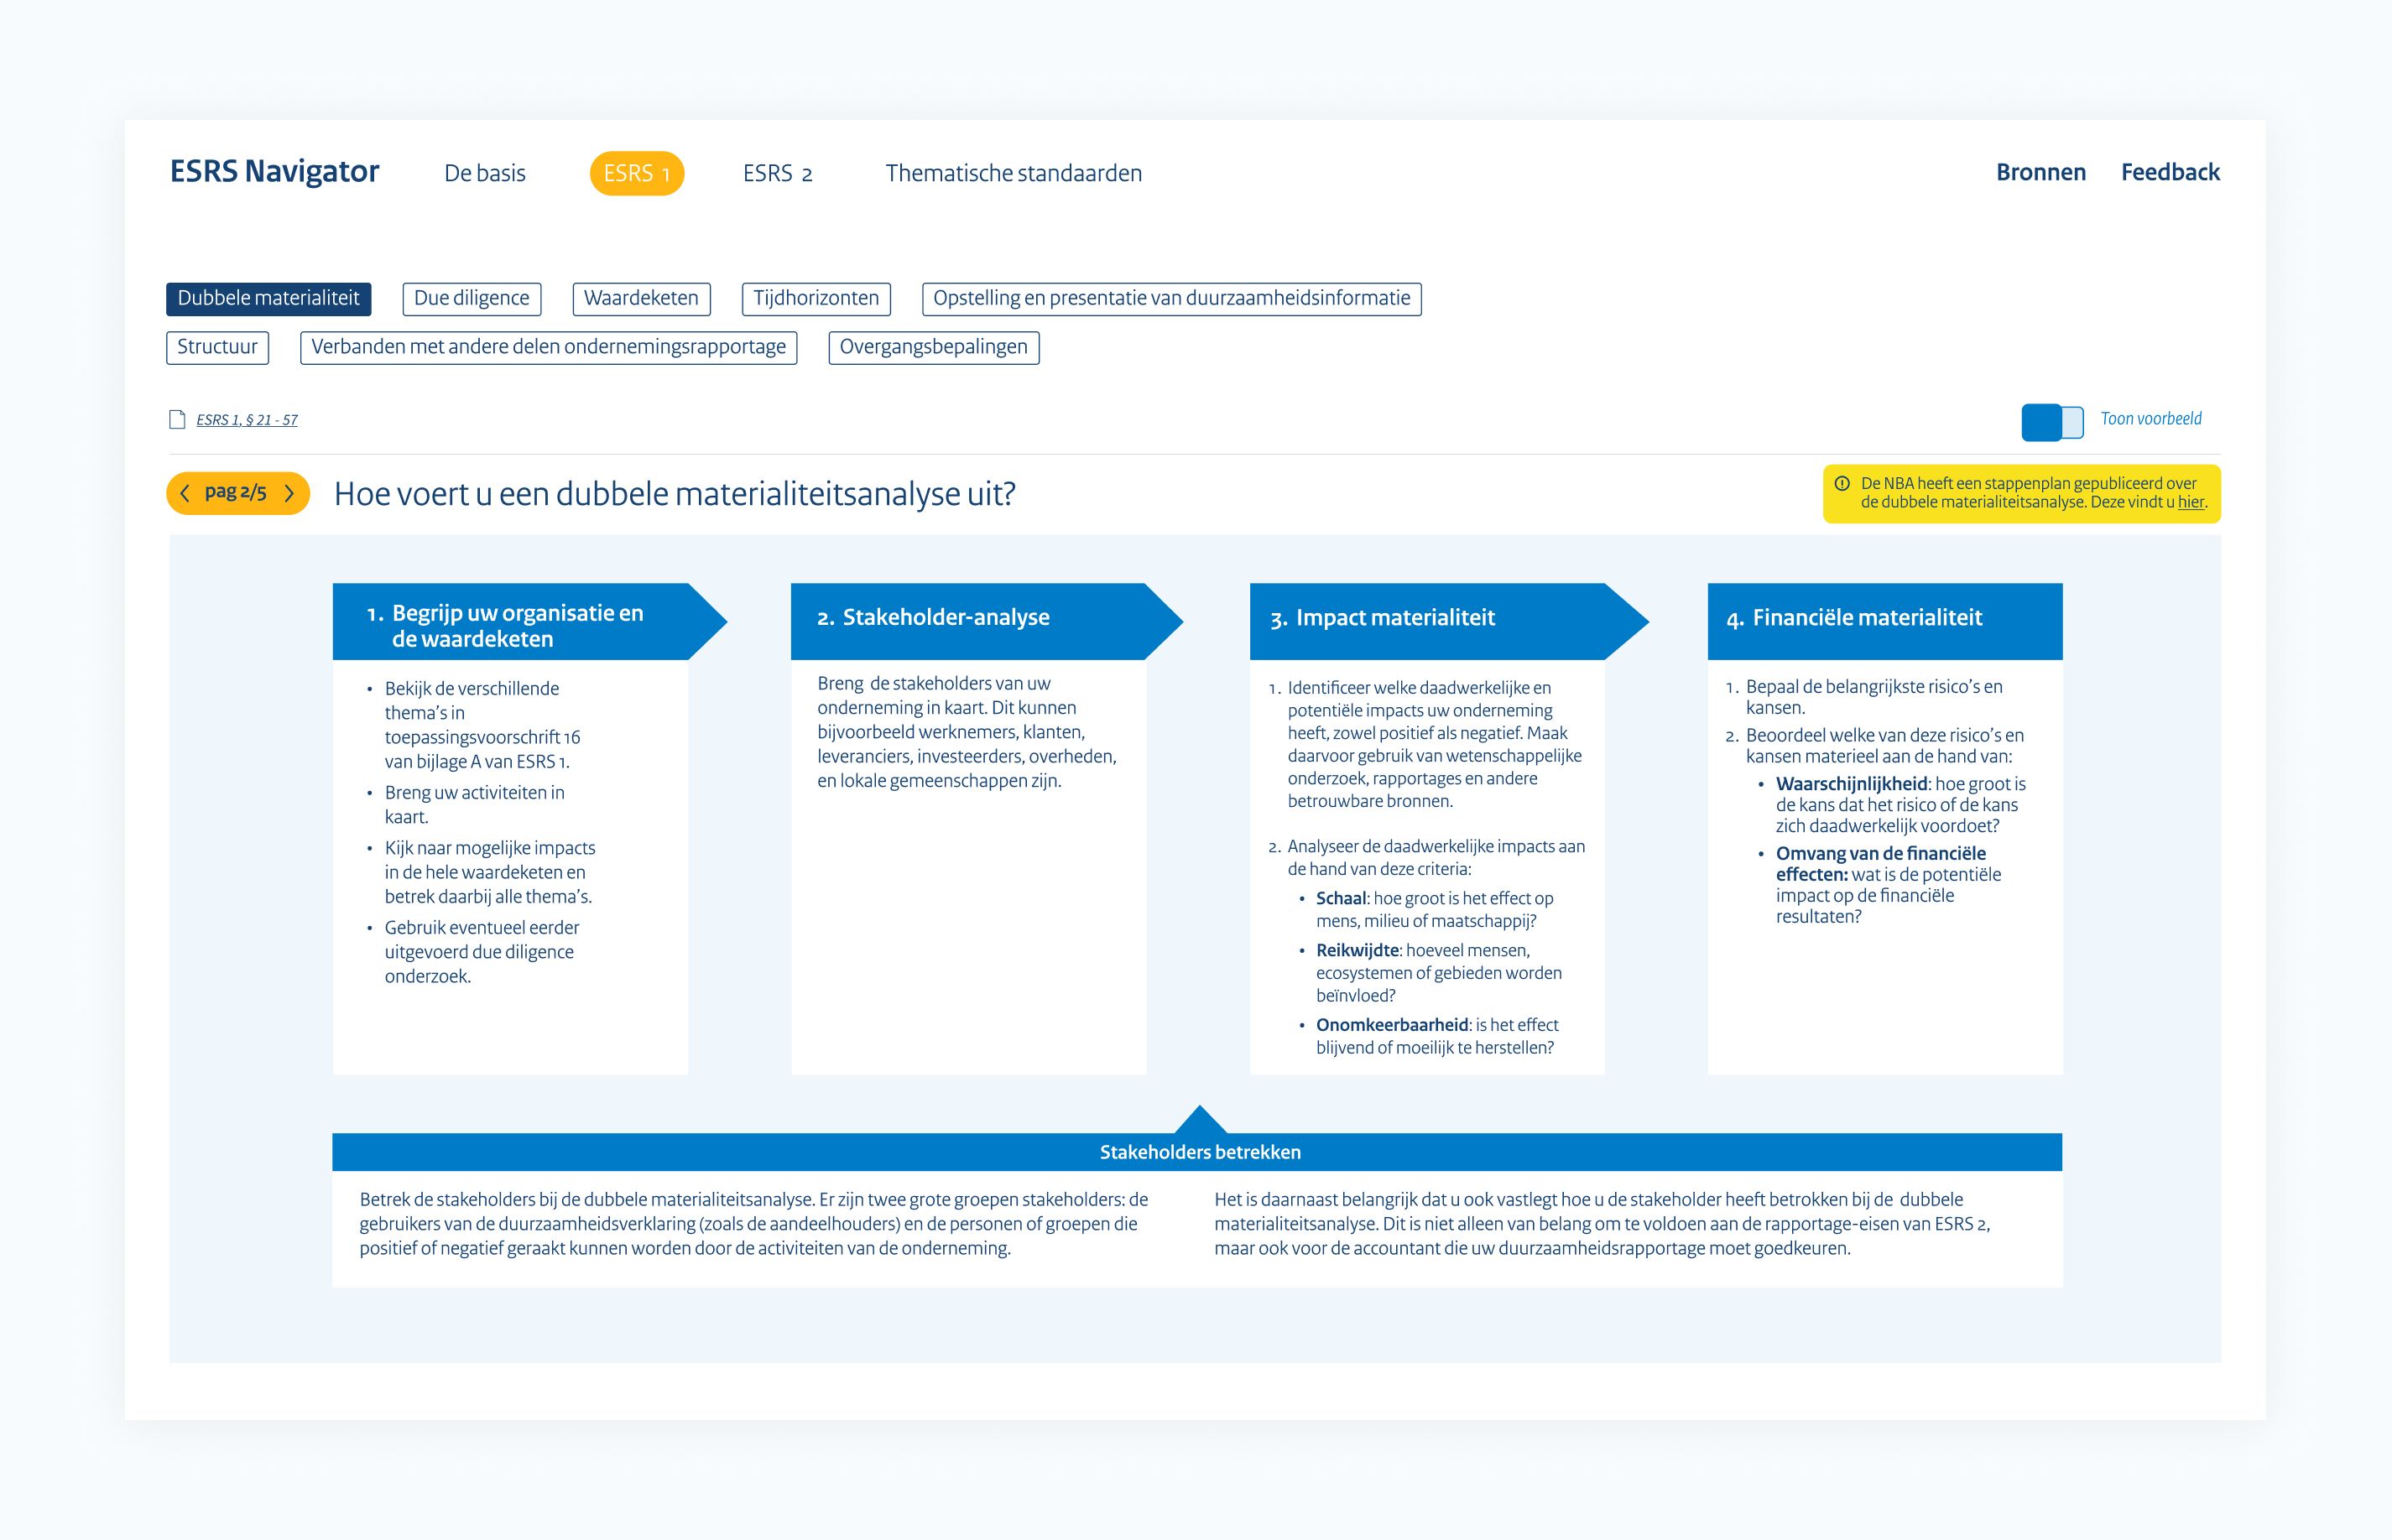 ESRS Navigator
De basis
ESRS 1
ESRS 2
Thematische standaarden
Bronnen
Feedback
Dubbele materialiteit
Due diligence
Waardeketen
Tijdhorizonten
Opstelling en presentatie van duurzaamheidsinformatie
Structuur
Verbanden met andere delen ondernemingsrapportage
Overgangsbepalingen
ESRS 1, § 21 - 57
Toon voorbeeld
pag 2/5
Hoe voert u een dubbele materialiteitsanalyse uit?
De NBA heeft een stappenplan gepubliceerd over
de dubbele materialiteitsanalyse. Deze vindt u hier.
1. Begrijp uw organisatie en
de waardeketen
• Bekijk de verschillende
thema's in
toepassingsvoorschrift 16
van bijlage A van ESRS 1.
• Breng uw activiteiten in
kaart.
• Kijk naar mogelijke impacts
in de hele waardeketen en
betrek daarbij alle thema's.
• Gebruik eventueel eerder
uitgevoerd due diligence
onderzoek.
2. Stakeholder-analyse
Breng de stakeholders van uw
onderneming in kaart. Dit kunnen
bijvoorbeeld werknemers, klanten,
leveranciers, investeerders, overheden,
en lokale gemeenschappen zijn.
3. Impact materialiteit
1. Identificeer welke daadwerkelijke en
potentiële impacts uw onderneming
heeft, zowel positief als negatief. Maak
daarvoor gebruik van wetenschappelijke
onderzoek, rapportages en andere
betrouwbare bronnen.
2. Analyseer de daadwerkelijke impacts aan
de hand van deze criteria:
• Schaal: hoe groot is het effect op
mens, milieu of maatschappij?
• Reikwijdte: hoeveel mensen,
ecosystemen of gebieden worden
beïnvloed?
• Onomkeerbaarheid: is het effect
blijvend of moeilijk te herstellen?
4. Financiële materialiteit
1. Bepaal de belangrijkste risico's en
kansen.
2. Beoordeel welke van deze risico's en
kansen materieel aan de hand van:
• Waarschijnlijkheid: hoe groot is
de kans dat het risico of de kans
zich daadwerkelijk voordoet?
• Omvang van de financiële
effecten: wat is de potentiële
impact op de financiële
resultaten?
Stakeholders betrekken
Betrek de stakeholders bij de dubbele materialiteitsanalyse. Er zijn twee grote groepen stakeholders: de
gebruikers van de duurzaamheidsverklaring (zoals de aandeelhouders) en de personen of groepen die
positief of negatief geraakt kunnen worden door de activiteiten van de onderneming.
Het is daarnaast belangrijk dat u ook vastlegt hoe u de stakeholder heeft betrokken bij de dubbele
materialiteitsanalyse. Dit is niet alleen van belang om te voldoen aan de rapportage-eisen van ESRS 2,
maar ook voor de accountant die uw duurzaamheidsrapportage moet goedkeuren.